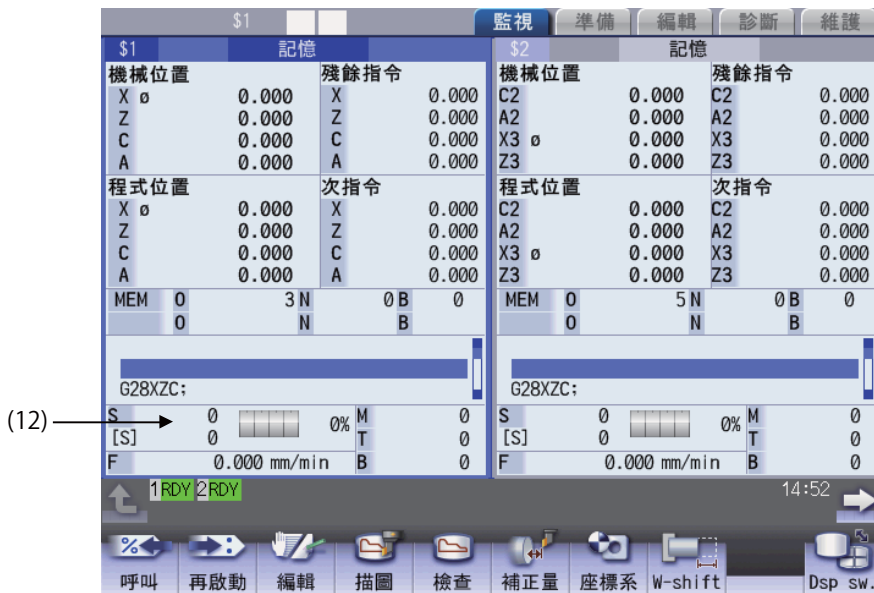 $1 監視 準備 編輯 診斷 維護
$1 記憶
機械位置 殘餘指令
X ø 0.000 X 0.000
Z 0.000 Z 0.000
C 0.000 C 0.000
A 0.000 A 0.000
程式位置 次指令
X ø 0.000 X 0.000
Z 0.000 Z 0.000
C 0.000 C 0.000
A 0.000 A 0.000
MEM O 3 N 0 B 0
O N B
G28XZC;
(12)
S 0 0% M 0
[S] 0 T 0
F 0.000 mm/min B 0
$2 記憶
機械位置 殘餘指令
C2 0.000 C2 0.000
A2 0.000 A2 0.000
X3 ø 0.000 X3 0.000
Z3 0.000 Z3 0.000
程式位置 次指令
C2 0.000 C2 0.000
A2 0.000 A2 0.000
X3 ø 0.000 X3 0.000
Z3 0.000 Z3 0.000
MEM O 5 N 0 B 0
O N B
G28XZC;
S 0 0% M 0
[S] 0 T 0
F 0.000 mm/min B 0
1 RDY 2 RDY 14:52
% 呼叫 再啟動 編輯 描圖 檢查 補正量 座標系 W-shift Dsp sw.